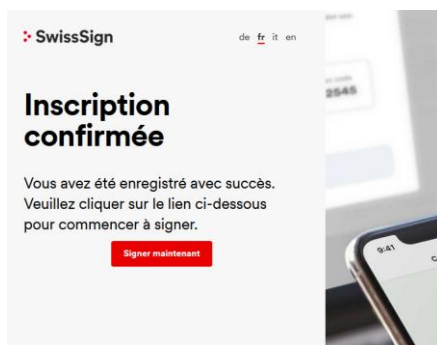 SwissSign
de fr it en
Inscription
confirmée
Vous avez été enregistré avec succès.
Veuillez cliquer sur le lien ci-dessous
pour commencer à signer.
Signer maintenant
2545
9:41